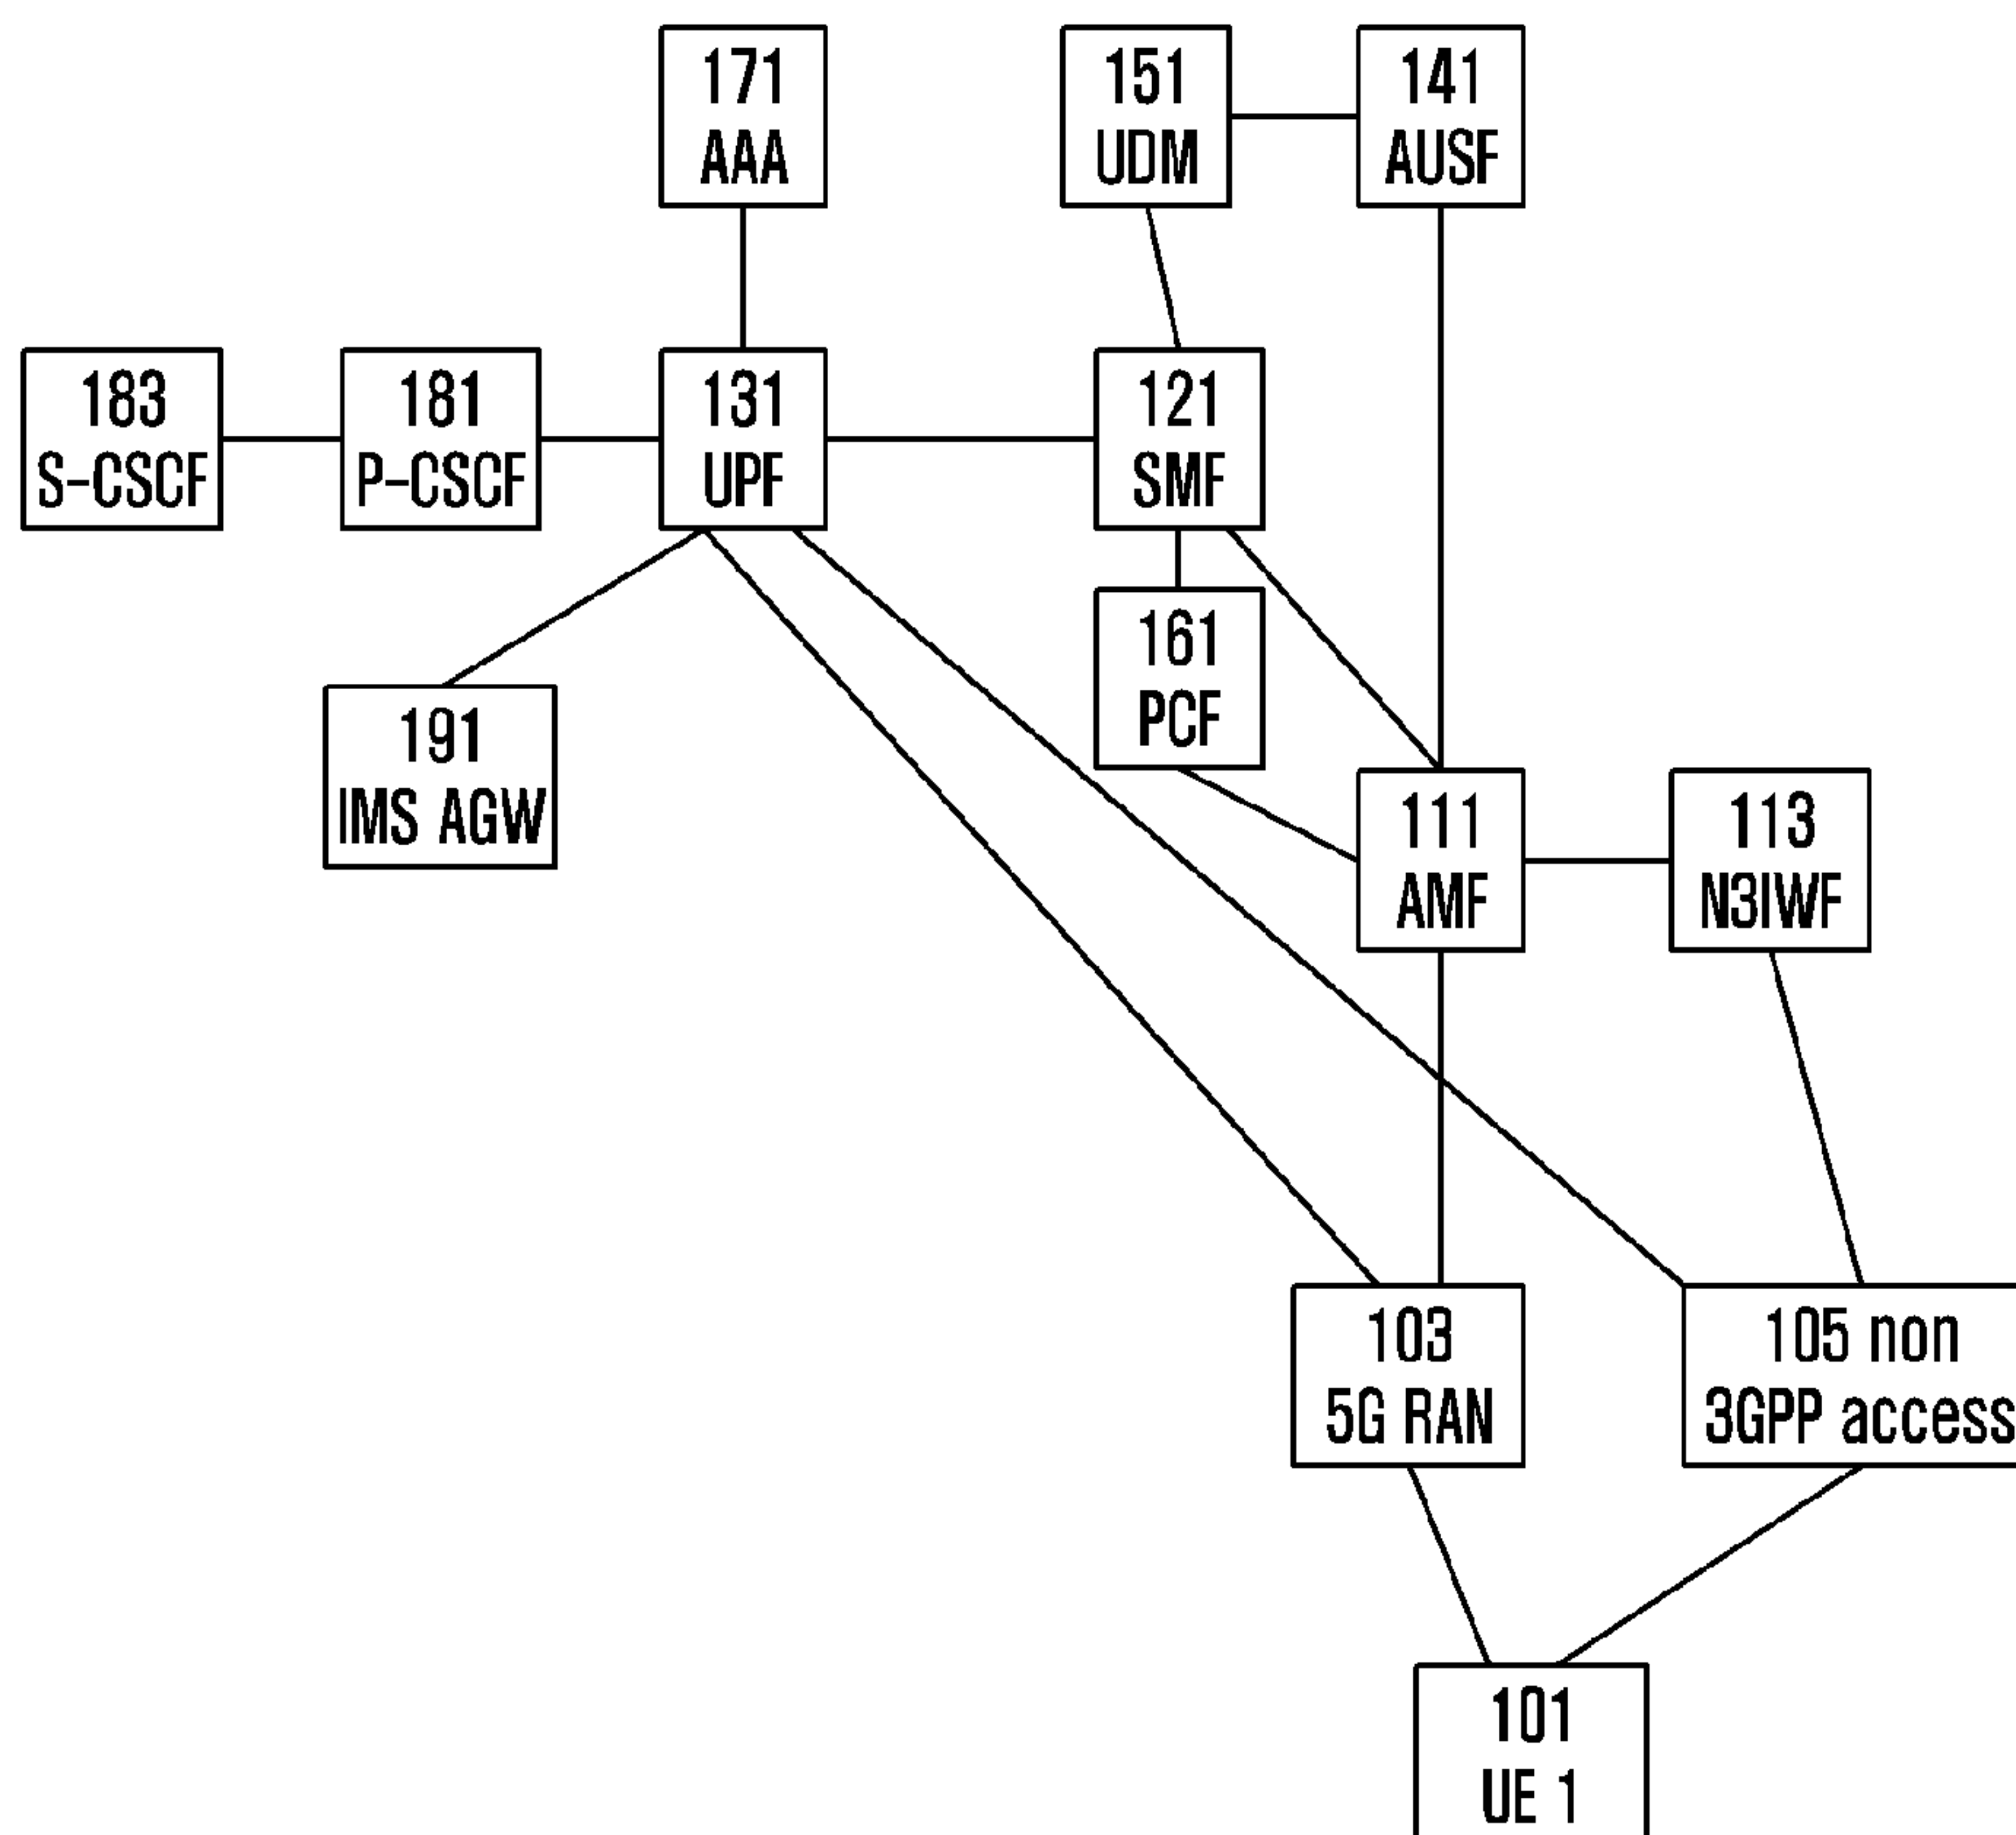 171
AAA
151
UDM
141
AUSF
183
S-CSCF
181
P-CSCF
131
UPF
121
SMF
161
PCF
191
IMS AGW
111
AMF
113
N3IWF
103
5G RAN
105 non
3GPP access
101
UE 1